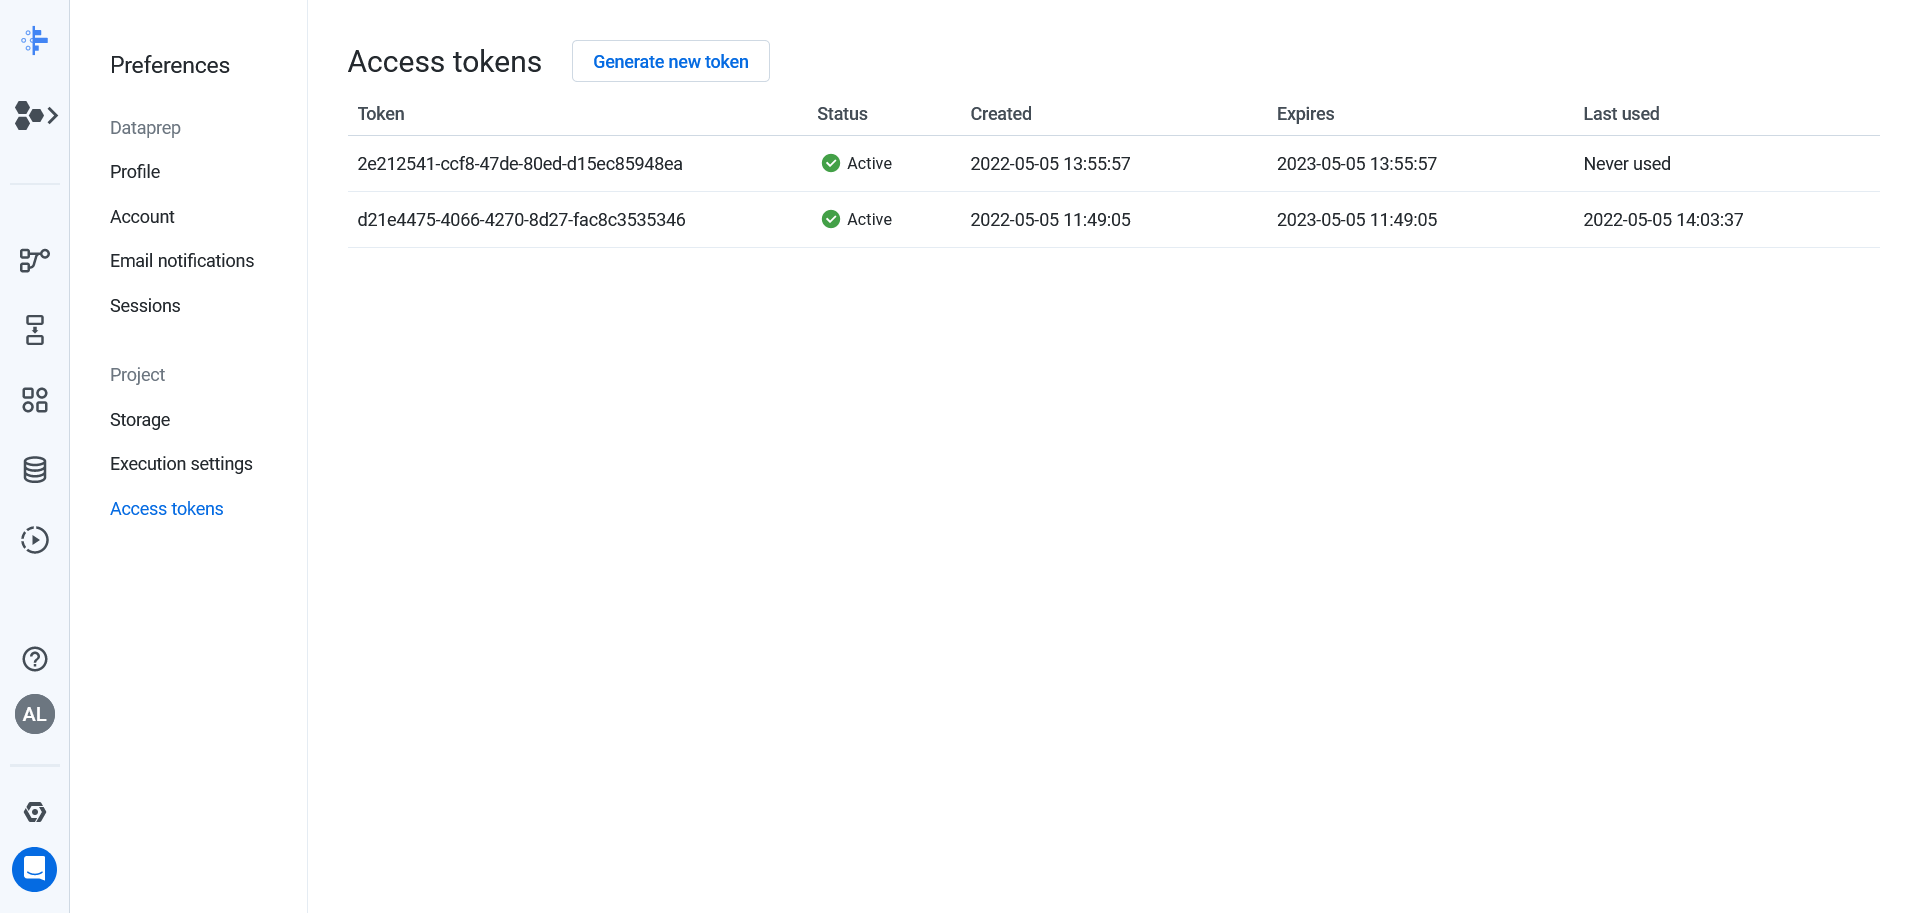 Preferences
Dataprep
Profile
Account
Email notifications
Sessions
Project
Storage
Execution settings
Access tokens
AL
Access tokens Generate new token
Token Status Created Expires Last used
2e212541-ccf8-47de-80ed-d15ec85948ea Active 2022-05-05 13:55:57 2023-05-05 13:55:57 Never used
d21e4475-4066-4270-8d27-fac8c3535346 Active 2022-05-05 11:49:05 2023-05-05 11:49:05 2022-05-05 14:03:37